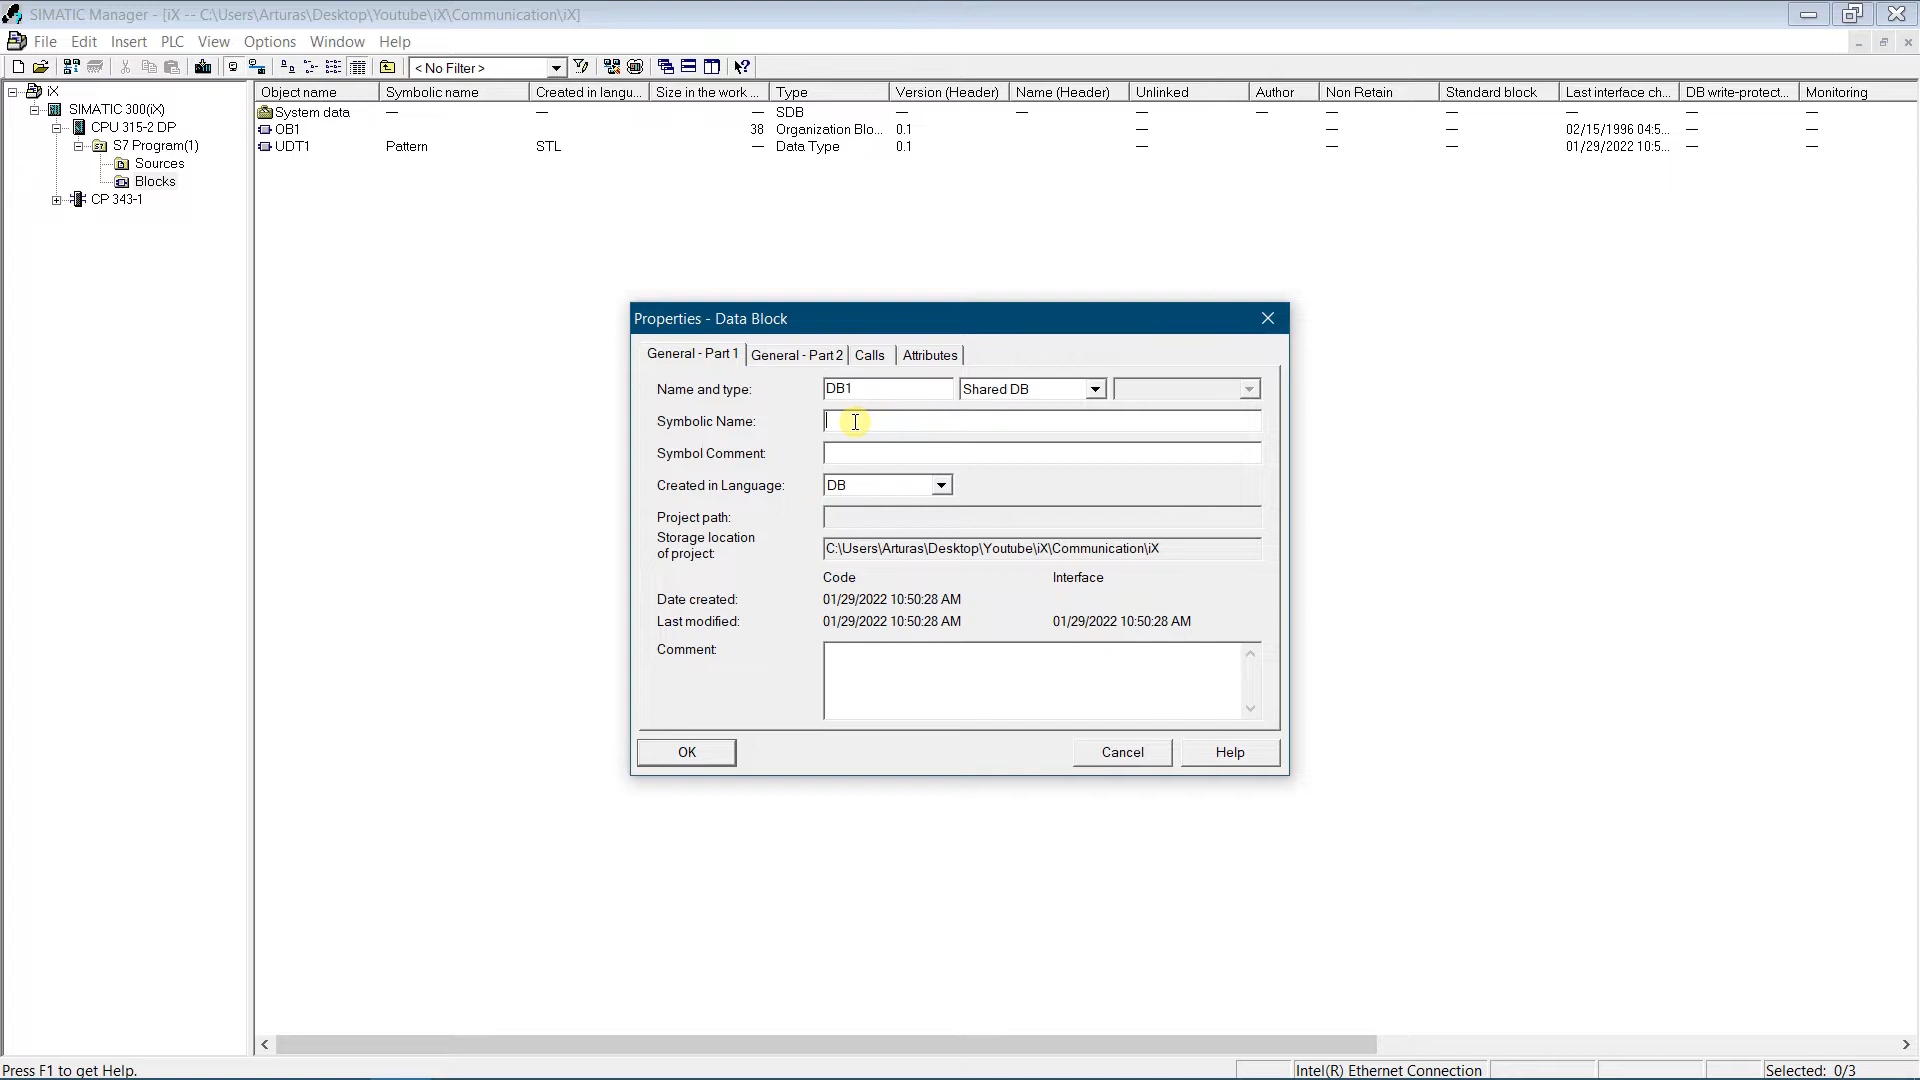 SIMATIC Manager - [iX -- C:\Users\Arturas\Desktop\Youtube\iX\Communication\iX]
File Edit Insert PLC View Options Window Help
< No Filter >
iX
SIMATIC 300(iX)
CPU 315-2 DP
S7 Program(1)
Sources
Blocks
CP 343-1
Object name Symbolic name Created in langu... Size in the work ... Type Version (Header) Name (Header) Unlinked Author Non Retain Standard block Last interface ch... DB write-protect... Monitoring
System data — — — SDB — — — — — — — — —
OB1 38 Organization Blo... 0.1 — — — 02/15/1996 04:5... — —
UDT1 Pattern STL — Data Type 0.1 — — — 01/29/2022 10:5... — —
Properties - Data Block
General - Part 1 General - Part 2 Calls Attributes
Name and type: DB1 Shared DB
Symbolic Name:
Symbol Comment:
Created in Language: DB
Project path:
Storage location
of project: C:\Users\Arturas\Desktop\Youtube\iX\Communication\iX
Code Interface
Date created: 01/29/2022 10:50:28 AM
Last modified: 01/29/2022 10:50:28 AM 01/29/2022 10:50:28 AM
Comment:
OK Cancel Help
Press F1 to get Help. Intel(R) Ethernet Connection Selected: 0/3